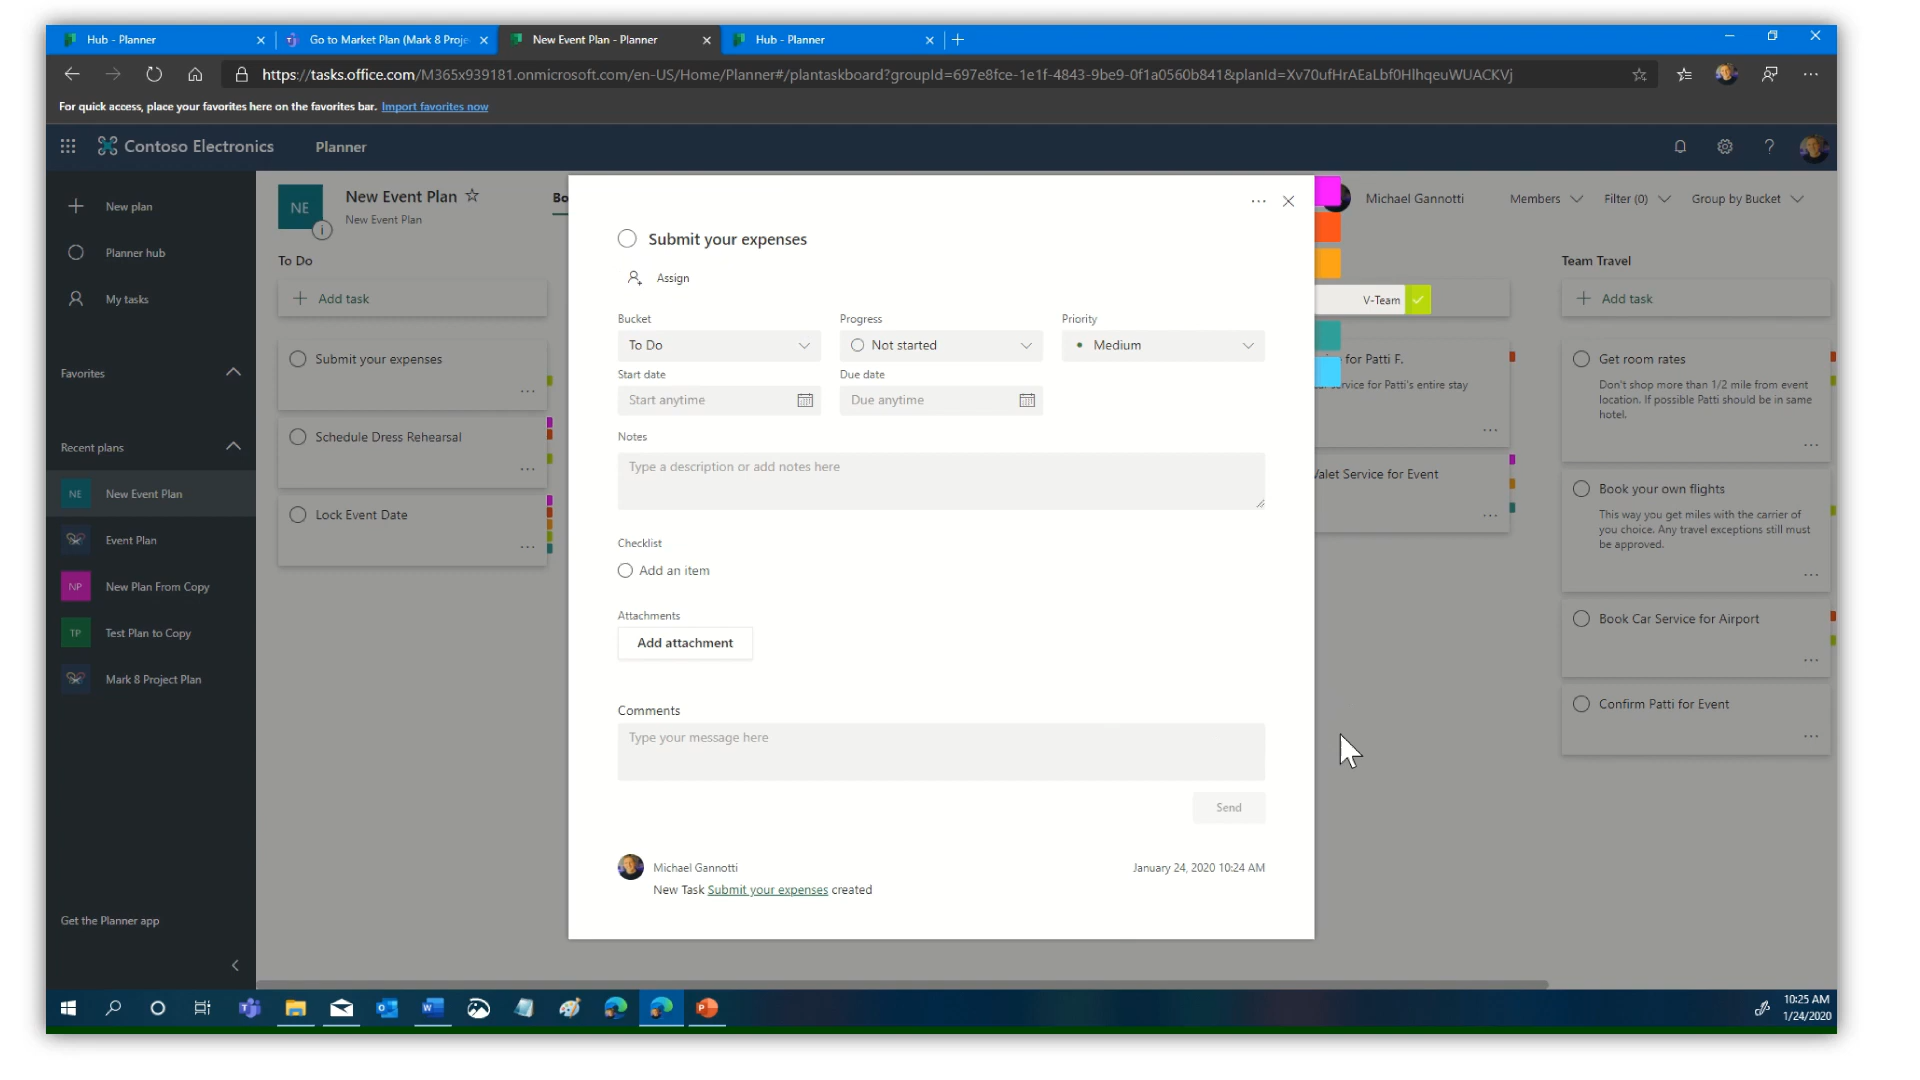 Hub - Planner
Go to Market Plan (Mark 8 Proje
New Event Plan - Planner
Hub - Planner
https://tasks.office.com/M365x939181.onmicrosoft.com/en-US/Home/Planner#/plantaskboard?groupId=697e8fce-1e1f-4843-9be9-0f1a0560b841&planId=Xv70ufHrAEaLbf0HlhqeuWUACKVj
For quick access, place your favorites here on the favorites bar. Import favorites now
Contoso Electronics
Planner
New plan
Planner hub
My tasks
Favorites
Recent plans
NE New Event Plan
Event Plan
NP New Plan From Copy
TP Test Plan to Copy
Mark 8 Project Plan
Get the Planner app
NE
New Event Plan
New Event Plan
Bo
Michael Gannotti
Members
Filter (0)
Group by Bucket
To Do
Add task
Submit your expenses
Schedule Dress Rehearsal
Lock Event Date
Submit your expenses
Assign
Bucket
Progress
Priority
To Do
Not started
Medium
Start date
Due date
Start anytime
Due anytime
Notes
Type a description or add notes here
Checklist
Add an item
Attachments
Add attachment
Comments
Type your message here
Send
Michael Gannotti
January 24, 2020 10:24 AM
New Task Submit your expenses created
V-Team
for Patti F.
service for Patti's entire stay
Valet Service for Event
Team Travel
Add task
Get room rates
Don't shop more than 1/2 mile from event
location. If possible Patti should be in same
hotel.
Book your own flights
This way you get miles with the carrier of
you choice. Any travel exceptions still must
be approved.
Book Car Service for Airport
Confirm Patti for Event
10:25 AM
1/24/2020